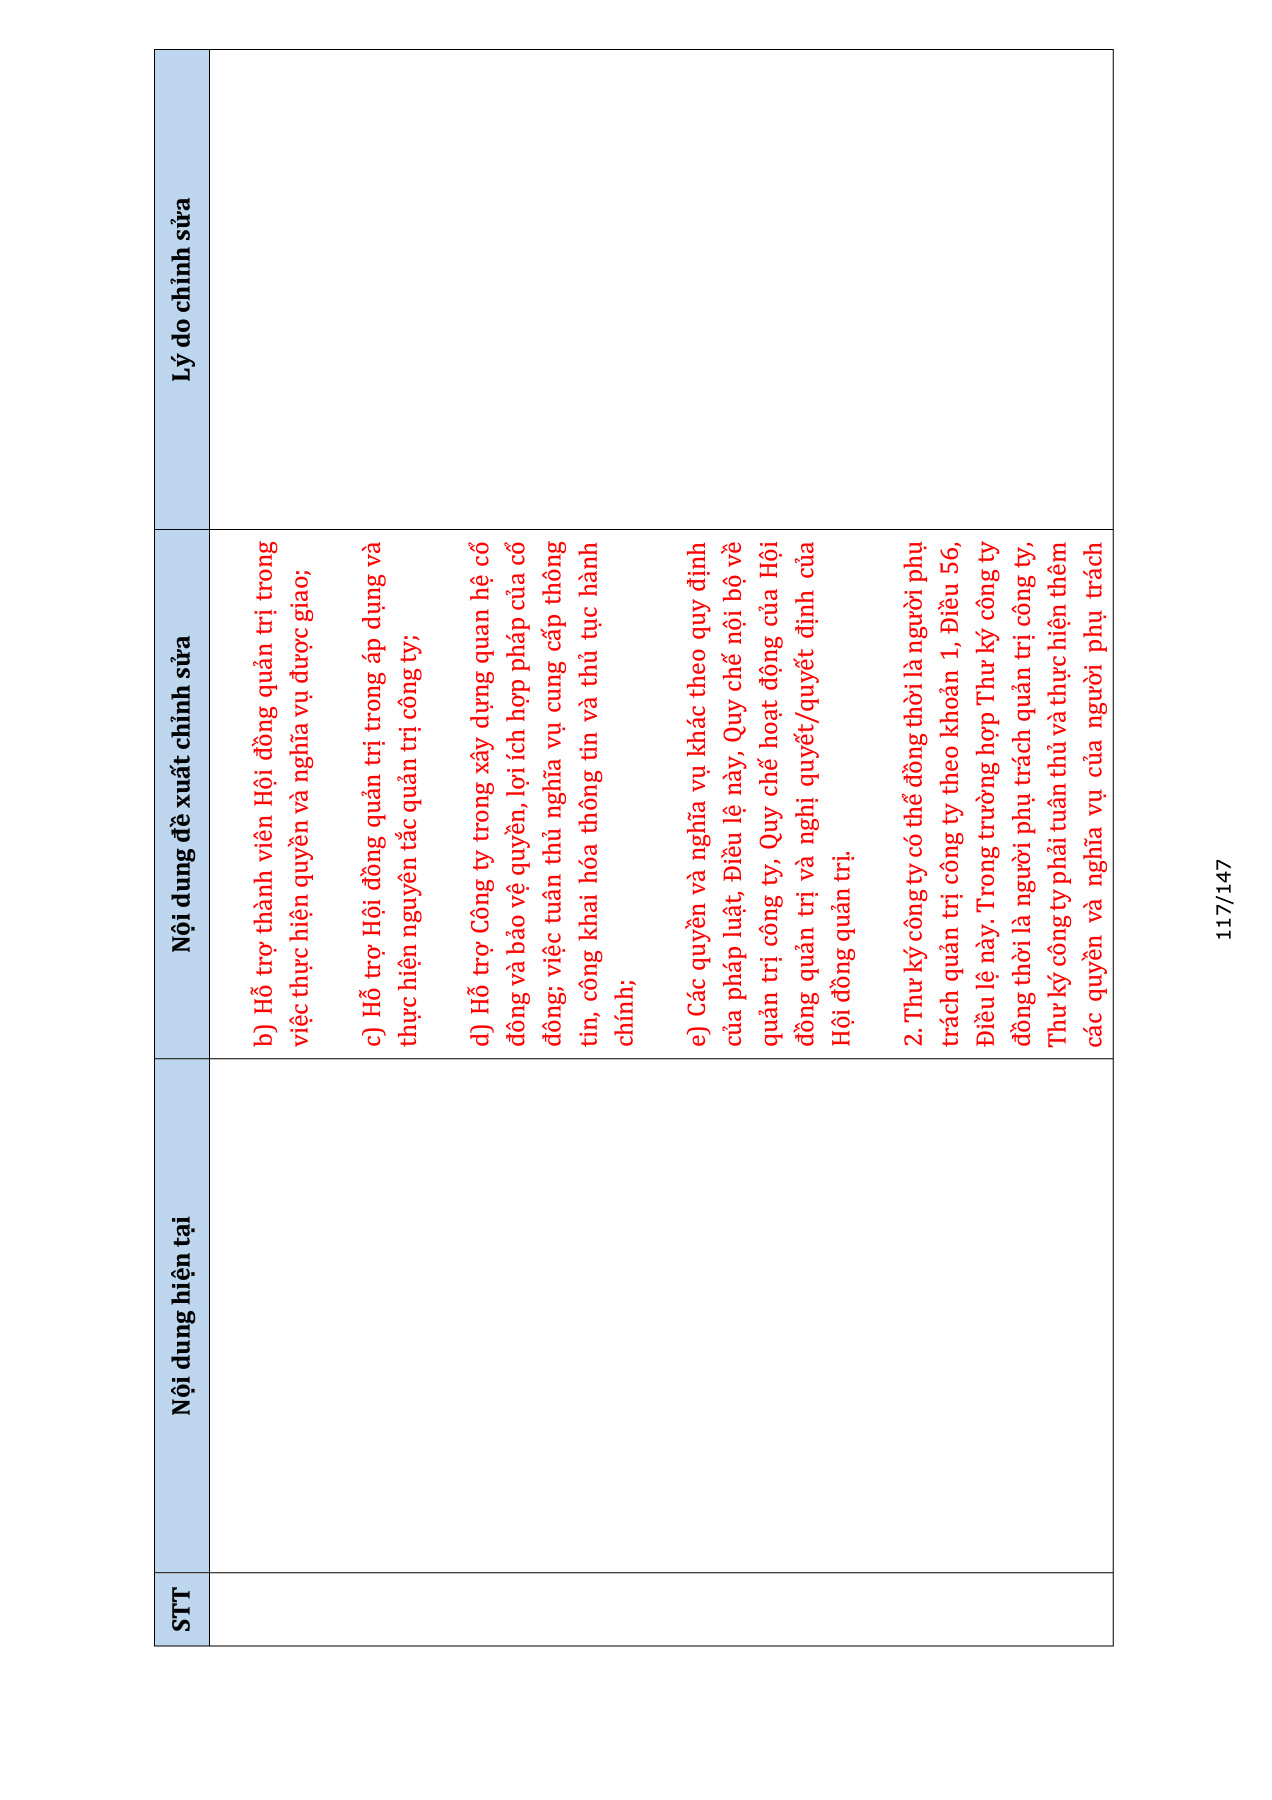 STT
Nội dung hiện tại
Nội dung đề xuất chỉnh sửa
Lý do chỉnh sửa
b) Hỗ trợ thành viên Hội đồng quản trị trong
việc thực hiện quyền và nghĩa vụ được giao;
c) Hỗ trợ Hội đồng quản trị trong áp dụng và
thực hiện nguyên tắc quản trị công ty;
d) Hỗ trợ Công ty trong xây dựng quan hệ cổ
đông và bảo vệ quyền, lợi ích hợp pháp của cổ
đông; việc tuân thủ nghĩa vụ cung cấp thông
tin, công khai hóa thông tin và thủ tục hành
chính;
e) Các quyền và nghĩa vụ khác theo quy định
của pháp luật, Điều lệ này, Quy chế nội bộ về
quản trị công ty, Quy chế hoạt động của Hội
đồng quản trị và nghị quyết/quyết định của
Hội đồng quản trị.
2. Thư ký công ty có thể đồng thời là người phụ
trách quản trị công ty theo khoản 1, Điều 56,
Điều lệ này. Trong trường hợp Thư ký công ty
đồng thời là người phụ trách quản trị công ty,
Thư ký công ty phải tuân thủ và thực hiện thêm
các quyền và nghĩa vụ của người phụ trách
117/147